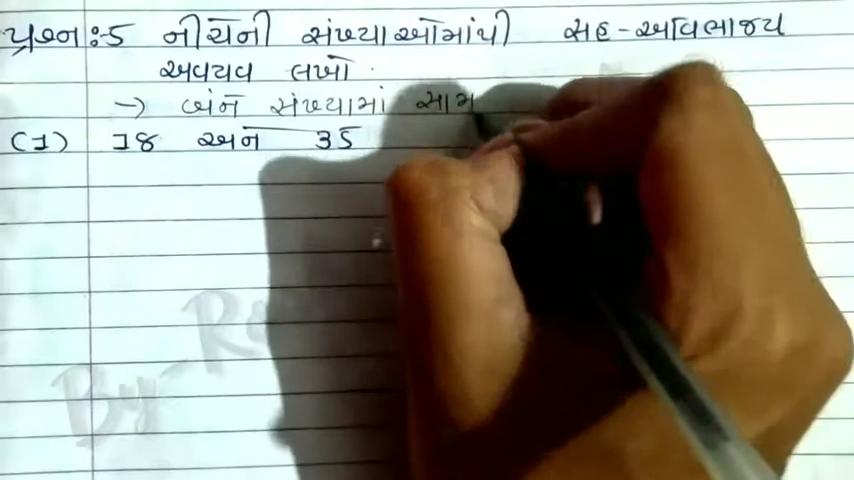 પ્રશ્ન :-5 નીચેની સંખ્યાઓમાંથી સહ-અવિભાજ્ય
અવયવ લખો.
→ બંને સંખ્યામાં સામ
(1) 18 અને 35